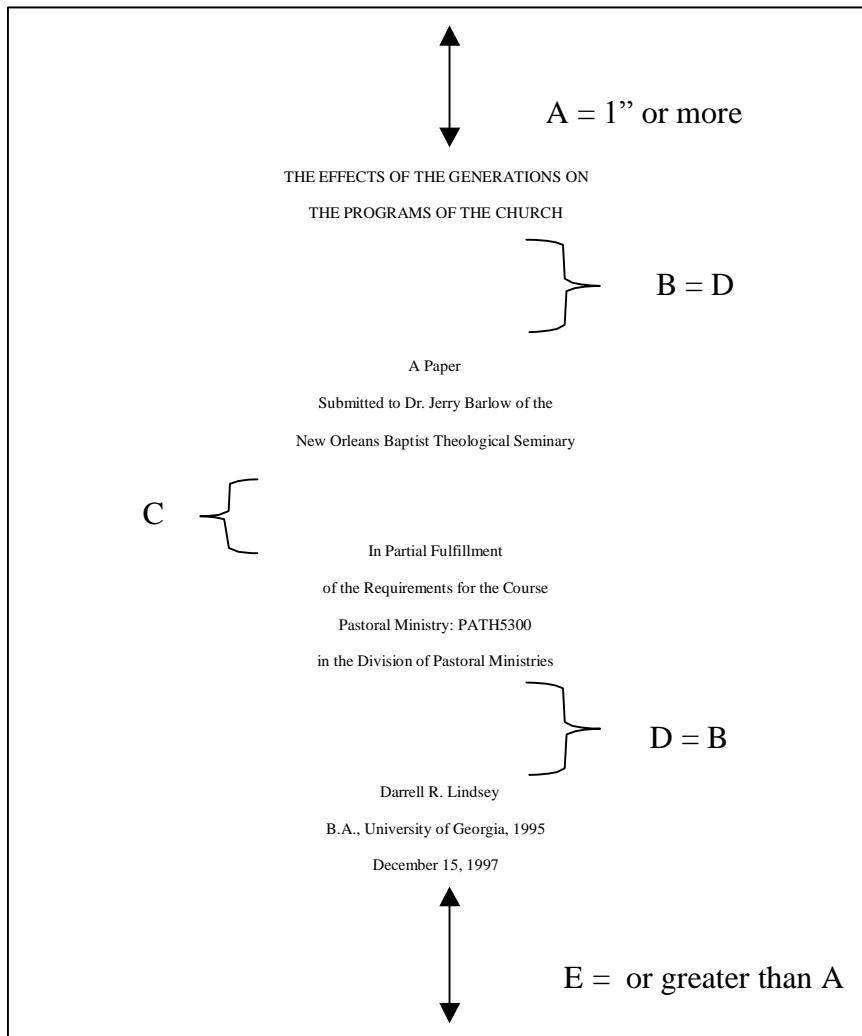 A = 1” or more
THE EFFECTS OF THE GENERATIONS ON
THE PROGRAMS OF THE CHURCH
B = D
A Paper
Submitted to Dr. Jerry Barlow of the
New Orleans Baptist Theological Seminary
C
In Partial Fulfillment
of the Requirements for the Course
Pastoral Ministry: PATH5300
in the Division of Pastoral Ministries
D = B
Darrell R. Lindsey
B.A., University of Georgia, 1995
December 15, 1997
E = or greater than A